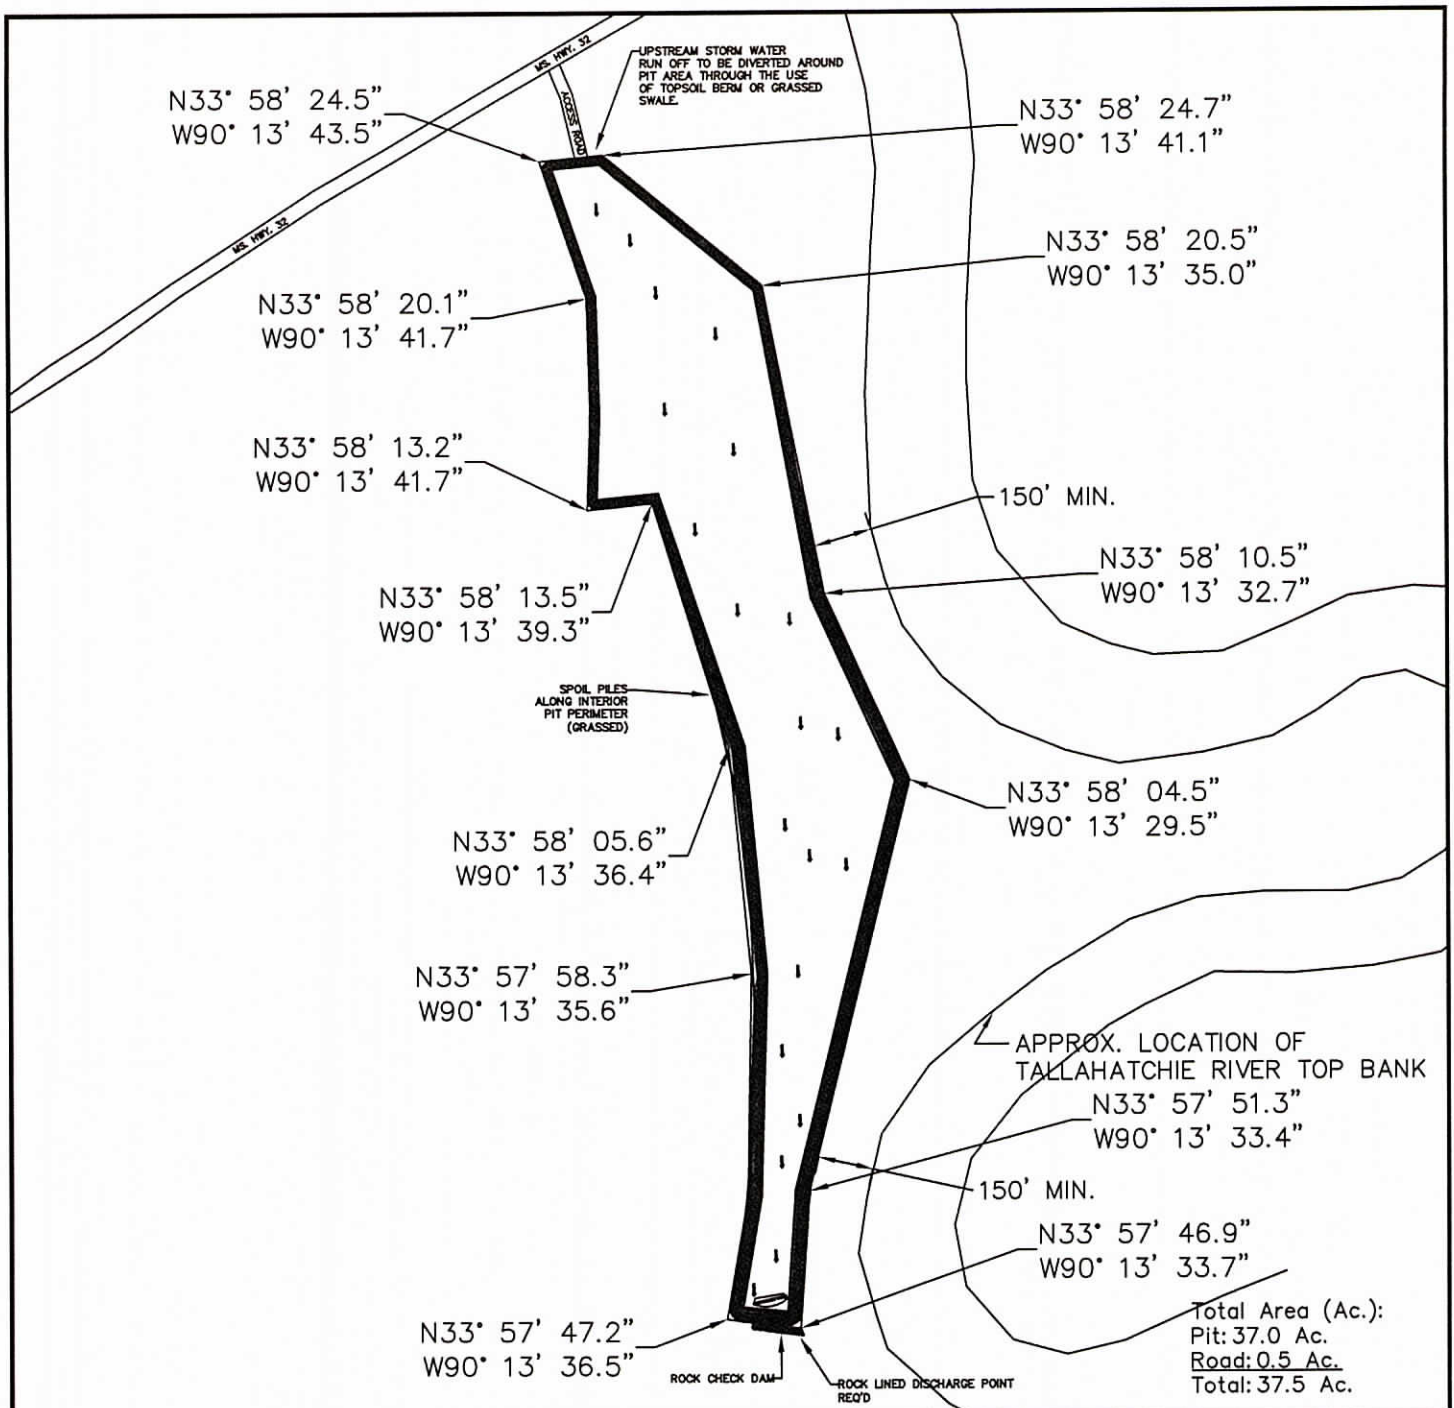 MS. HWY. 32
UPSTREAM STORM WATER
RUN OFF TO BE DIVERTED AROUND
PIT AREA THROUGH THE USE
OF TOPSOIL BERM OR GRASSED
SWALE.
N33° 58' 24.5"
W90° 13' 43.5"
ACCESS ROAD
N33° 58' 24.7"
W90° 13' 41.1"
MS. HWY. 32
N33° 58' 20.5"
W90° 13' 35.0"
N33° 58' 20.1"
W90° 13' 41.7"
N33° 58' 13.2"
W90° 13' 41.7"
150' MIN.
N33° 58' 10.5"
W90° 13' 32.7"
N33° 58' 13.5"
W90° 13' 39.3"
SPOIL PILES
ALONG INTERIOR
PIT PERIMETER
(GRASSED)
N33° 58' 04.5"
W90° 13' 29.5"
N33° 58' 05.6"
W90° 13' 36.4"
N33° 57' 58.3"
W90° 13' 35.6"
APPROX. LOCATION OF
TALLAHATCHIE RIVER TOP BANK
N33° 57' 51.3"
W90° 13' 33.4"
150' MIN.
N33° 57' 46.9"
W90° 13' 33.7"
N33° 57' 47.2"
W90° 13' 36.5"
ROCK CHECK DAM
ROCK LINED DISCHARGE POINT
REQ'D
Total Area (Ac.):
Pit: 37.0 Ac.
Road: 0.5 Ac.
Total: 37.5 Ac.